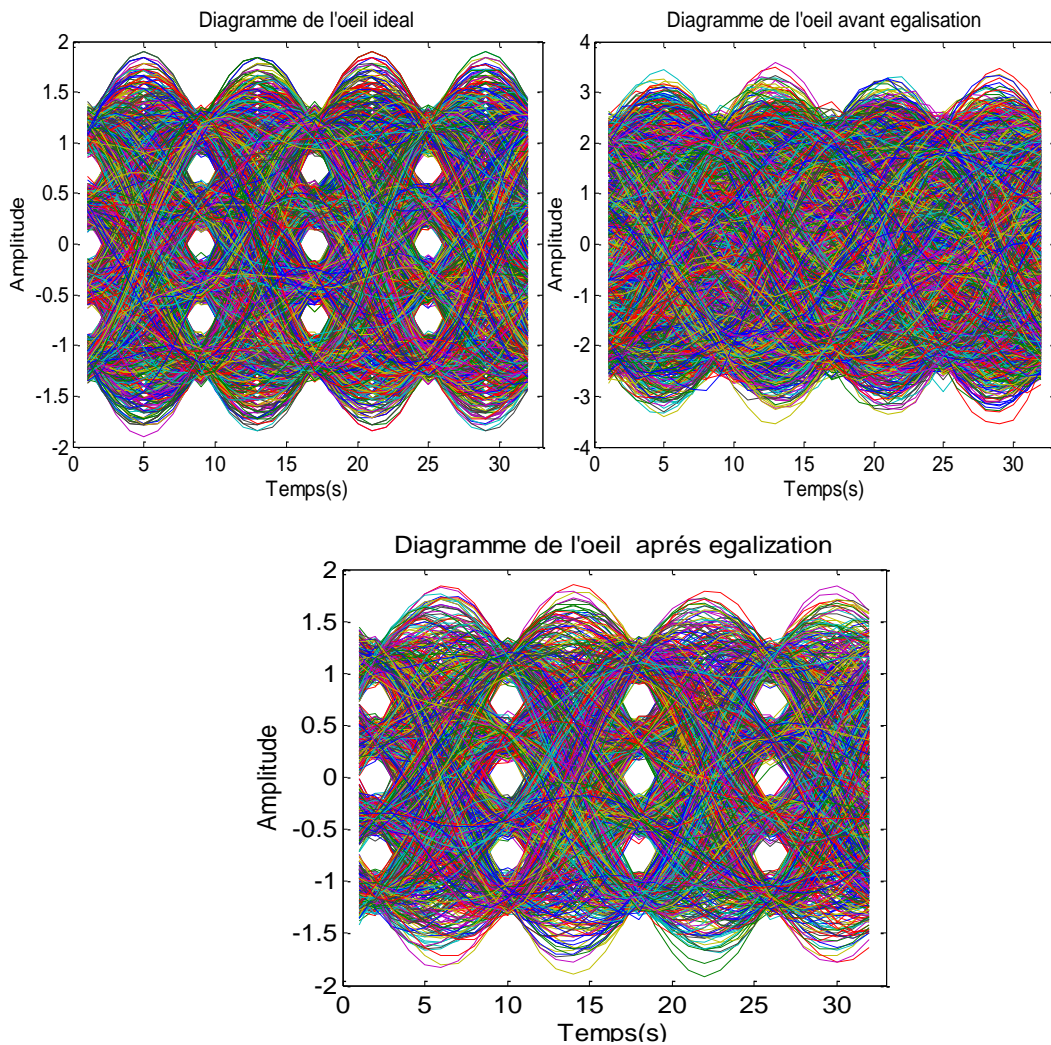 Diagramme de l'oeil ideal
2
1.5
1
0.5
0
-0.5
-1
-1.5
-2
Amplitude
0 5 10 15 20 25 30
Temps(s)
Diagramme de l'oeil avant egalisation
4
3
2
1
0
-1
-2
-3
-4
Amplitude
0 5 10 15 20 25 30
Temps(s)
Diagramme de l'oeil aprés egalization
2
1.5
1
0.5
0
-0.5
-1
-1.5
-2
Amplitude
0 5 10 15 20 25 30
Temps(s)